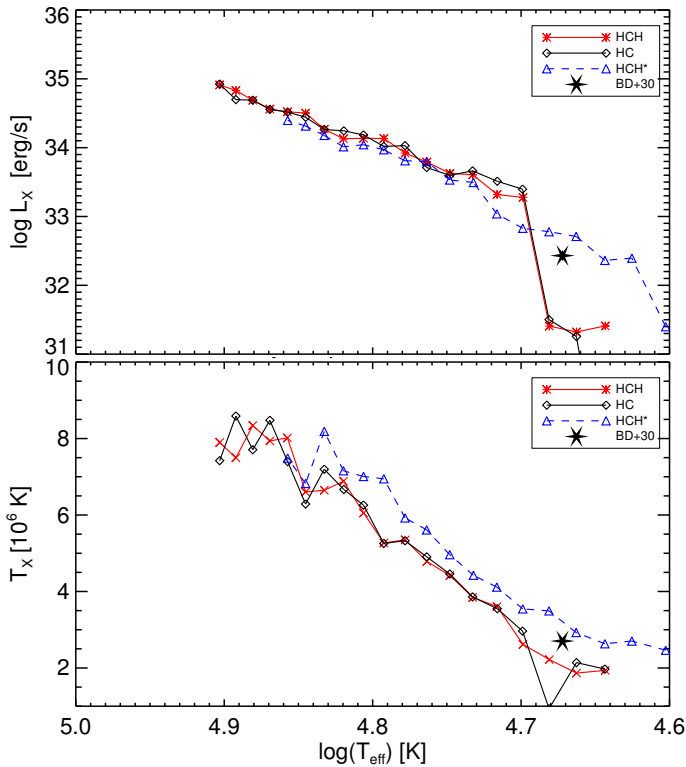 36
35
34
33
32
31
log L_X [erg/s]
HCH
HC
HCH*
BD+30
10
8
6
4
2
T_X [10^6 K]
HCH
HC
HCH*
BD+30
5.0 4.9 4.8 4.7 4.6
log(T_eff) [K]